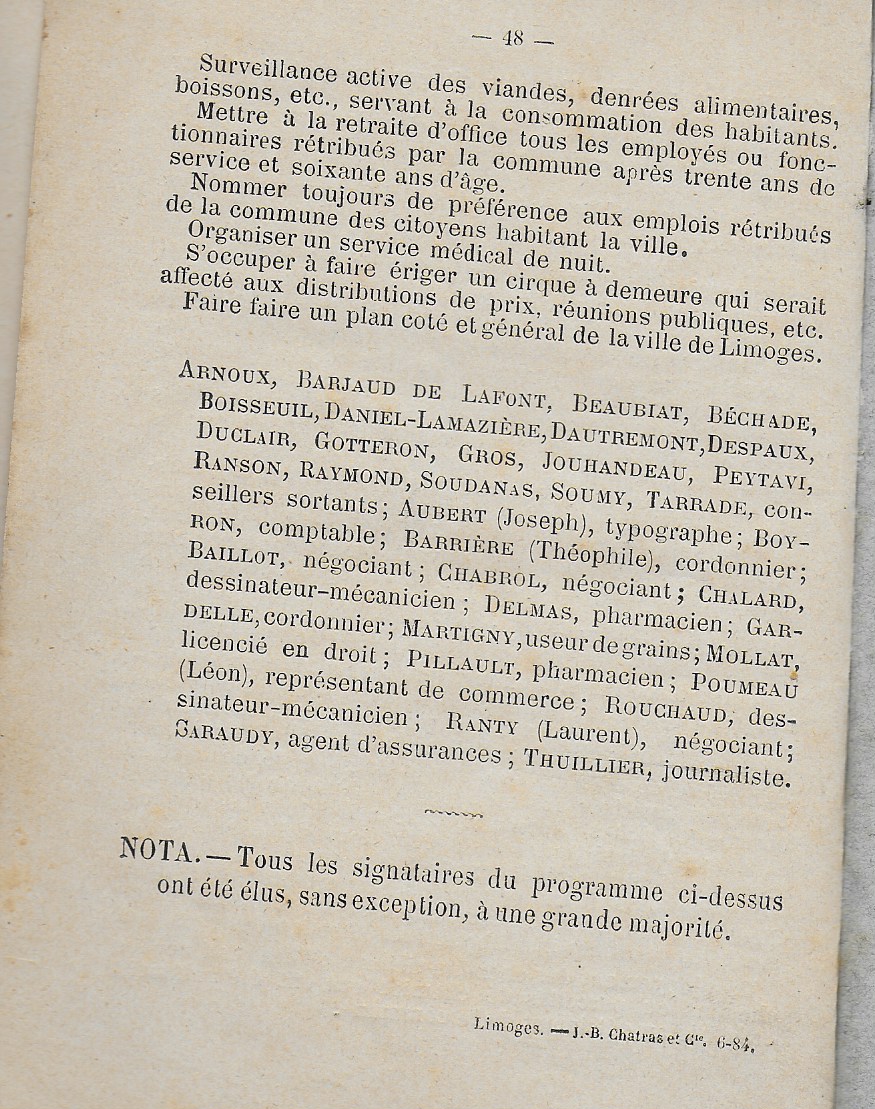 — 48 —
Surveillance active des viandes, denrées alimentaires,
boissons, etc., servant à la consommation des habitants.
Mettre à la retraite d'office tous les employés ou fonc-
tionnaires rétribués par la commune après trente ans de
service et soixante ans d'âge.
Nommer toujours de préférence aux emplois rétribués
de la commune des citoyens habitant la ville.
Organiser un service médical de nuit.
S'occuper à faire ériger un cirque à demeure qui serait
affecté aux distributions de prix, réunions publiques, etc.
Faire faire un plan coté et général de la ville de Limoges.
ARNOUX, BARJAUD DE LAFONT, BEAUBIAT, BÉCHADE,
BOISSEUIL, DANIEL-LAMAZIÈRE, DAUTREMONT, DESPAUX,
DUCLAIR, GOTTERON, GROS, JOUHANDEAU, PEYTAVI,
RANSON, RAYMOND, SOUDANAS, SOUMY, TARRADE, con-
seillers sortants; AUBERT (Joseph), typographe; BOY-
RON, comptable; BARRIÈRE (Théophile), cordonnier;
BAILLOT, négociant; CHABROL, négociant; CHALARD,
dessinateur-mécanicien; DELMAS, pharmacien; GAR-
DELLE, cordonnier; MARTIGNY, useur de grains; MOLLAT,
licencié en droit; PILLAULT, pharmacien; POUMEAU
(Léon), représentant de commerce; ROUCHAUD, des-
sinateur-mécanicien; RANTY (Laurent), négociant;
SARAUDY, agent d'assurances; THUILLIER, journaliste.
NOTA. — Tous les signataires du programme ci-dessus
ont été élus, sans exception, à une grande majorité.
Limoges. — J.-B. Chatras et Cie. 6-84.